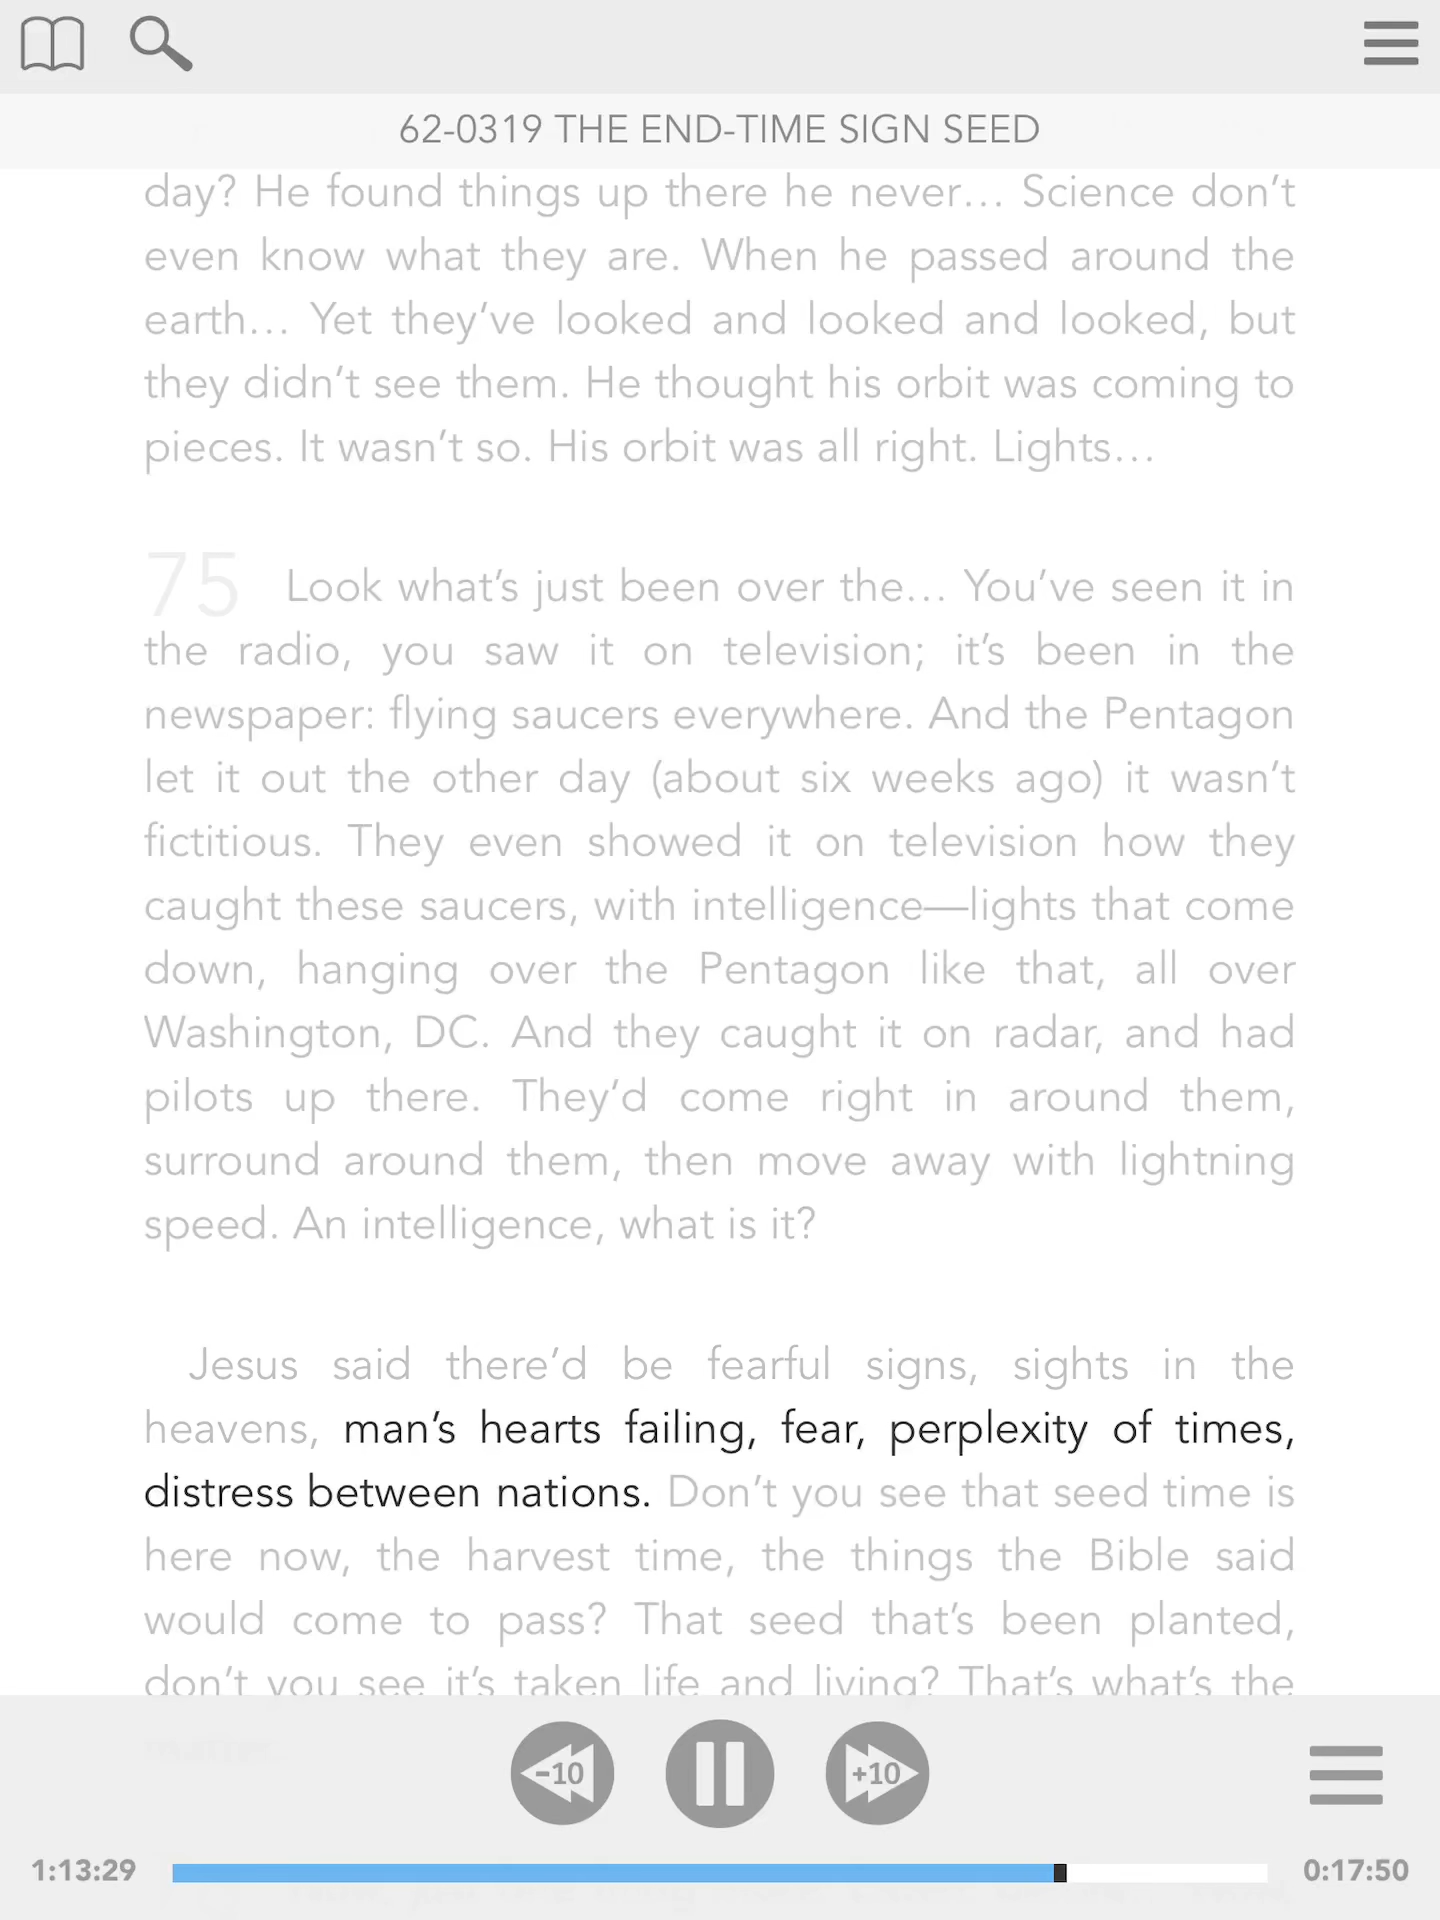 62-0319 THE END-TIME SIGN SEED
day? He found things up there he never… Science don’t
even know what they are. When he passed around the
earth… Yet they’ve looked and looked and looked, but
they didn’t see them. He thought his orbit was coming to
pieces. It wasn’t so. His orbit was all right. Lights…
75 Look what’s just been over the… You’ve seen it in
the radio, you saw it on television; it’s been in the
newspaper: flying saucers everywhere. And the Pentagon
let it out the other day (about six weeks ago) it wasn’t
fictitious. They even showed it on television how they
caught these saucers, with intelligence—lights that come
down, hanging over the Pentagon like that, all over
Washington, DC. And they caught it on radar, and had
pilots up there. They’d come right in around them,
surround around them, then move away with lightning
speed. An intelligence, what is it?
Jesus said there’d be fearful signs, sights in the
heavens, man’s hearts failing, fear, perplexity of times,
distress between nations. Don’t you see that seed time is
here now, the harvest time, the things the Bible said
would come to pass? That seed that’s been planted,
don’t you see it’s taken life and living? That’s what’s the
-10 +10
1:13:29 0:17:50